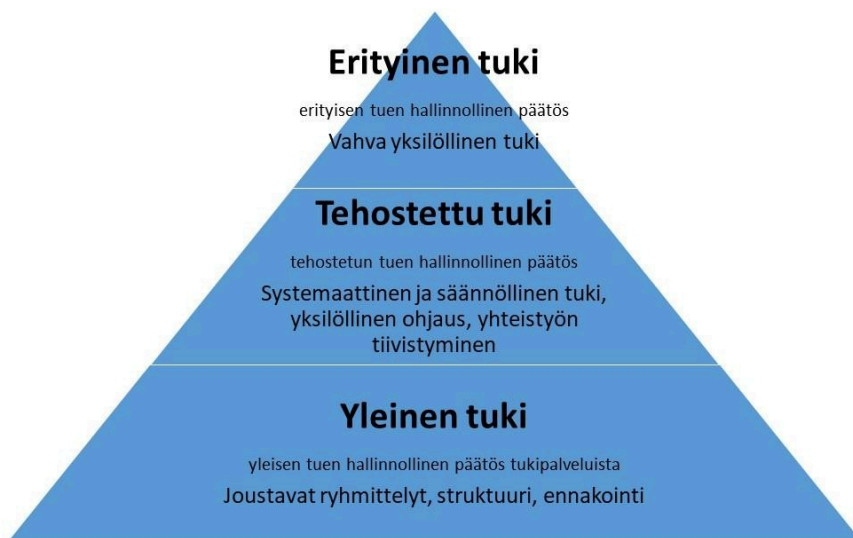 Erityinen tuki
erityisen tuen hallinnollinen päätös
Vahva yksilöllinen tuki
Tehostettu tuki
tehostetun tuen hallinnollinen päätös
Systemaattinen ja säännöllinen tuki,
yksilöllinen ohjaus, yhteistyön
tiivistyminen
Yleinen tuki
yleisen tuen hallinnollinen päätös tukipalveluista
Joustavat ryhmittelyt, struktuuri, ennakointi